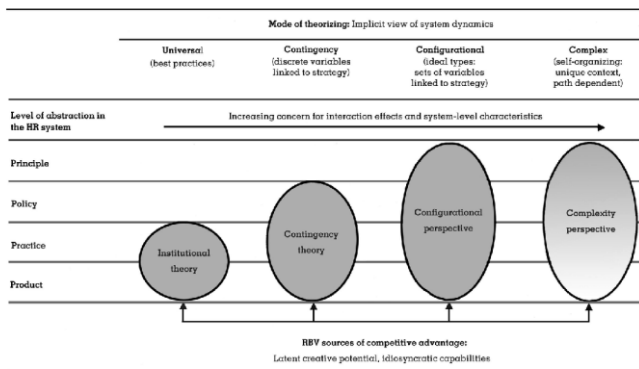 Mode of theorizing: Implicit view of system dynamics
Universal
(best practices)
Contingency
(discrete variables
linked to strategy)
Configurational
(ideal types:
sets of variables
linked to strategy)
Complex
(self-organizing:
unique context,
path dependent)
Level of abstraction in
the HR system
Increasing concern for interaction effects and system-level characteristics
Principle
Policy
Practice
Product
Institutional
theory
Contingency
theory
Configurational
perspective
Complexity
perspective
RBV sources of competitive advantage:
Latent creative potential, idiosyncratic capabilities